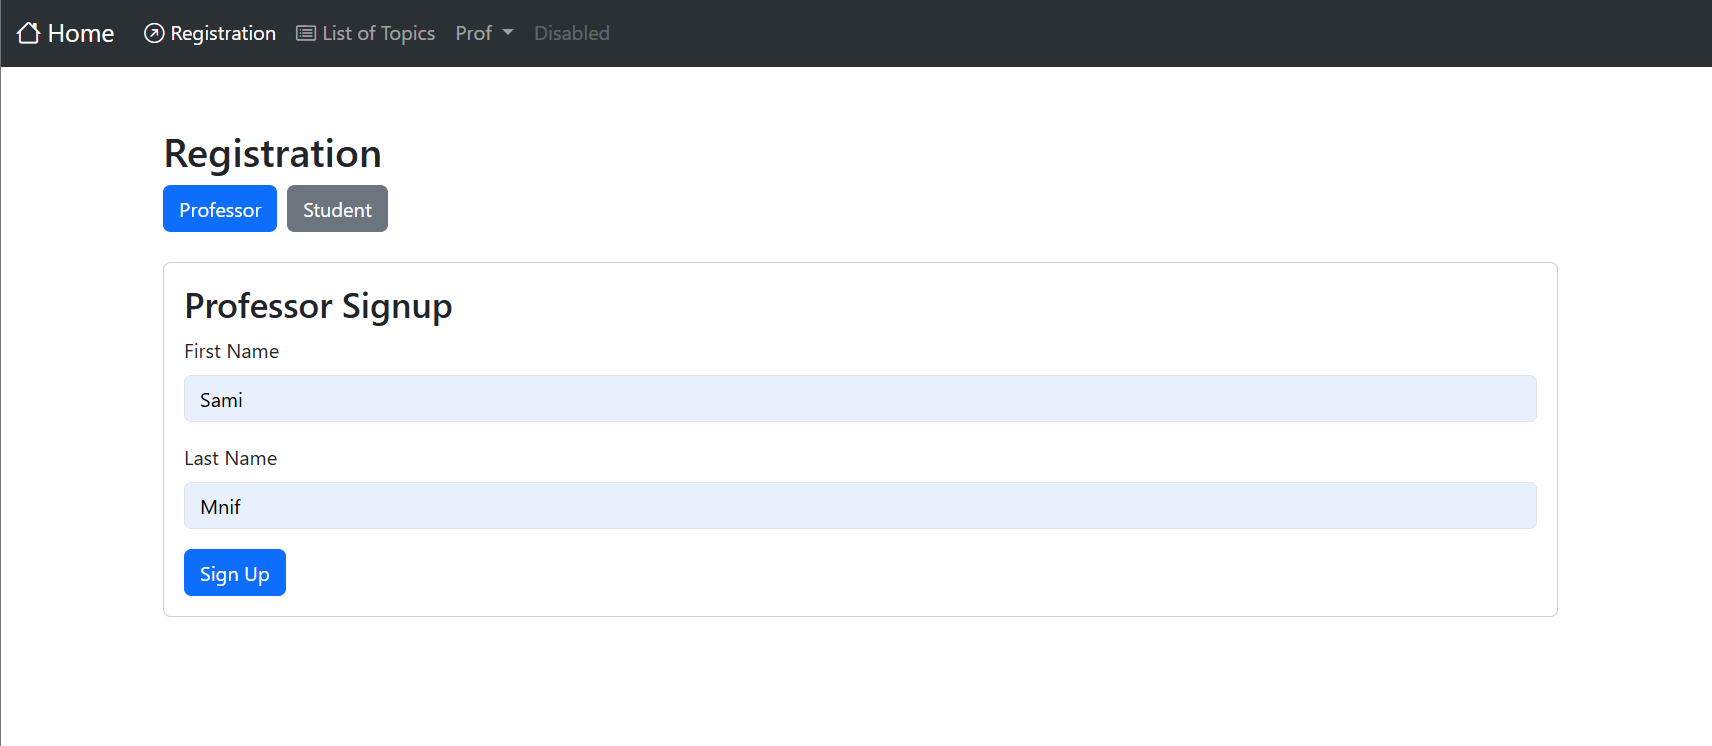 Home Registration List of Topics Prof Disabled
Registration
Professor Student
Professor Signup
First Name
Sami
Last Name
Mnif
Sign Up